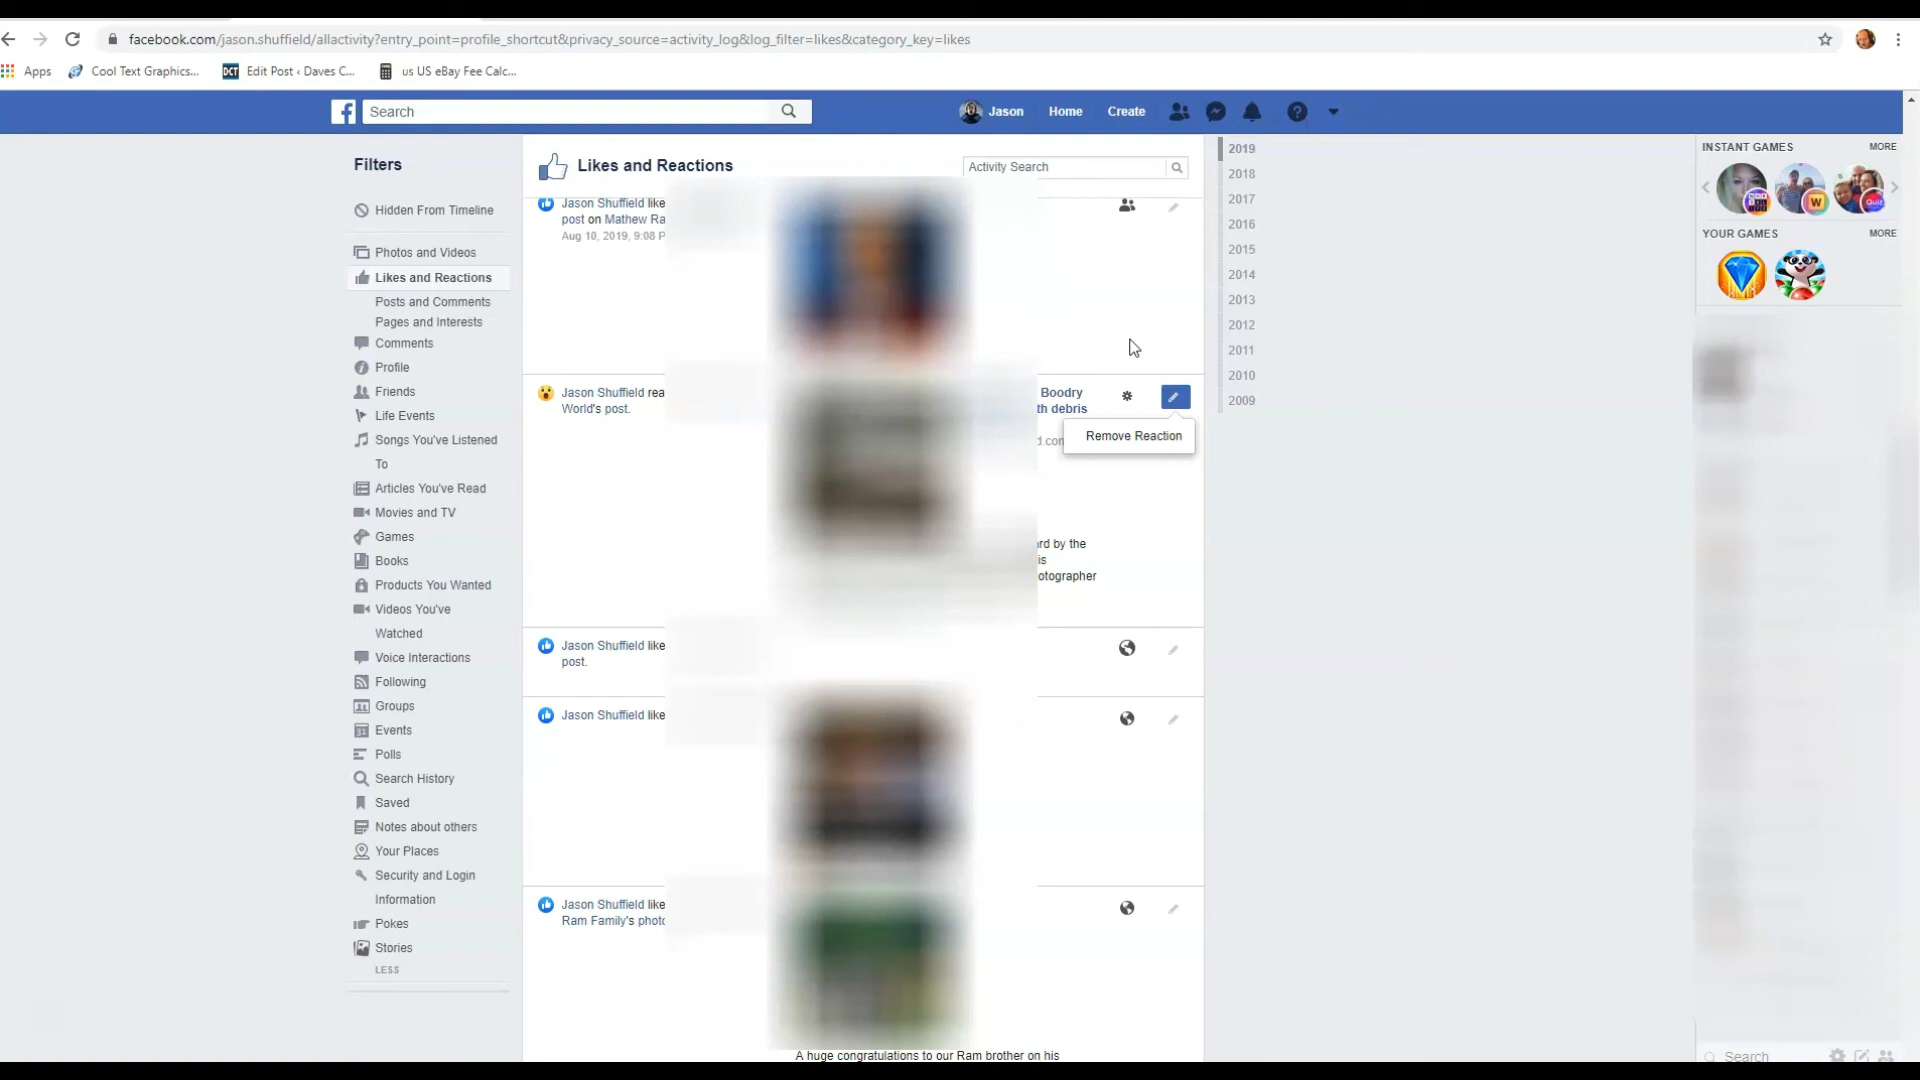 facebook.com/jason.shuffield/allactivity?entry_point=profile_shortcut&privacy_source=activity_log&log_filter=likes&category_key=likes
Apps Cool Text Graphics... DCT Edit Post ‹ Daves C... us US eBay Fee Calc...
Search
Jason Home Create
Filters
Hidden From Timeline
Photos and Videos
Likes and Reactions
Posts and Comments
Pages and Interests
Comments
Profile
Friends
Life Events
Songs You've Listened
To
Articles You've Read
Movies and TV
Games
Books
Products You Wanted
Videos You've
Watched
Voice Interactions
Following
Groups
Events
Polls
Search History
Saved
Notes about others
Your Places
Security and Login
Information
Pokes
Stories
LESS
Likes and Reactions
Activity Search
Jason Shuffield like
post on Mathew Ra
Aug 10, 2019, 9:08 P
Jason Shuffield rea
World's post.
Boodry
th debris
d.con
Remove Reaction
rd by the
is
otographer
Jason Shuffield like
post.
Jason Shuffield like
Jason Shuffield like
Ram Family's photo
A huge congratulations to our Ram brother on his
2019
2018
2017
2016
2015
2014
2013
2012
2011
2010
2009
INSTANT GAMES MORE
W
Quiz
YOUR GAMES MORE
Search